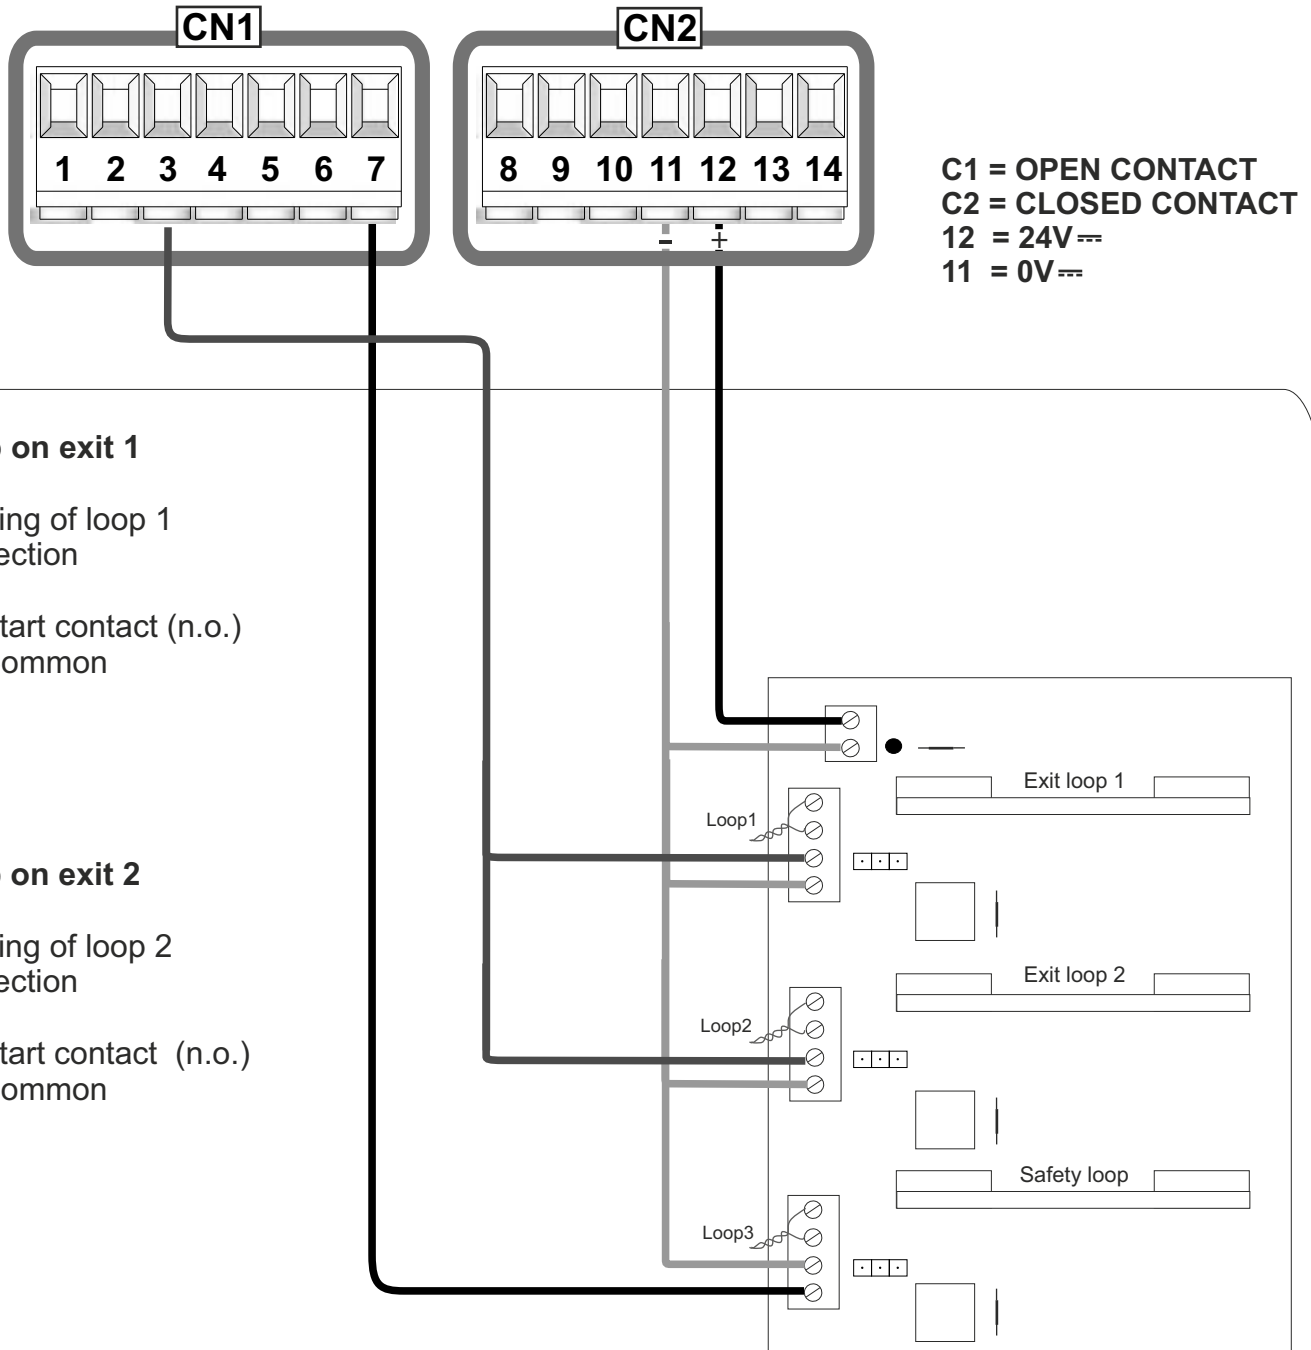 CN1
CN2
1 2 3 4 5 6 7
8 9 10 11 12 13 14
- +
C1 = OPEN CONTACT
C2 = CLOSED CONTACT
12 = 24V⎓
11 = 0V⎓
on exit 1
ing of loop 1
ection
tart contact (n.o.)
ommon
on exit 2
ing of loop 2
ection
tart contact (n.o.)
ommon
Exit loop 1
Loop1
Exit loop 2
Loop2
Safety loop
Loop3